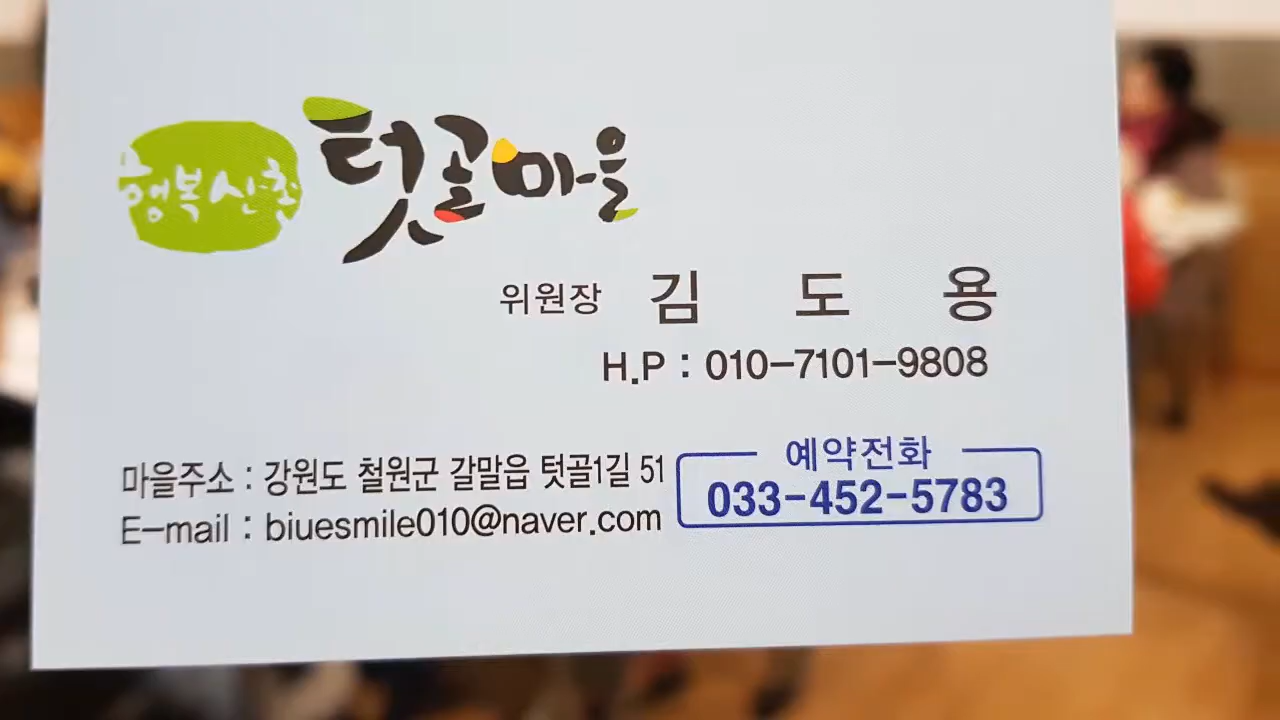 행복산촌 텃골마을
위원장 김 도 용
H.P : 010-7101-9808
마을주소 : 강원도 철원군 갈말읍 텃골1길 51
E-mail : biuesmile010@naver.com
예약전화
033-452-5783